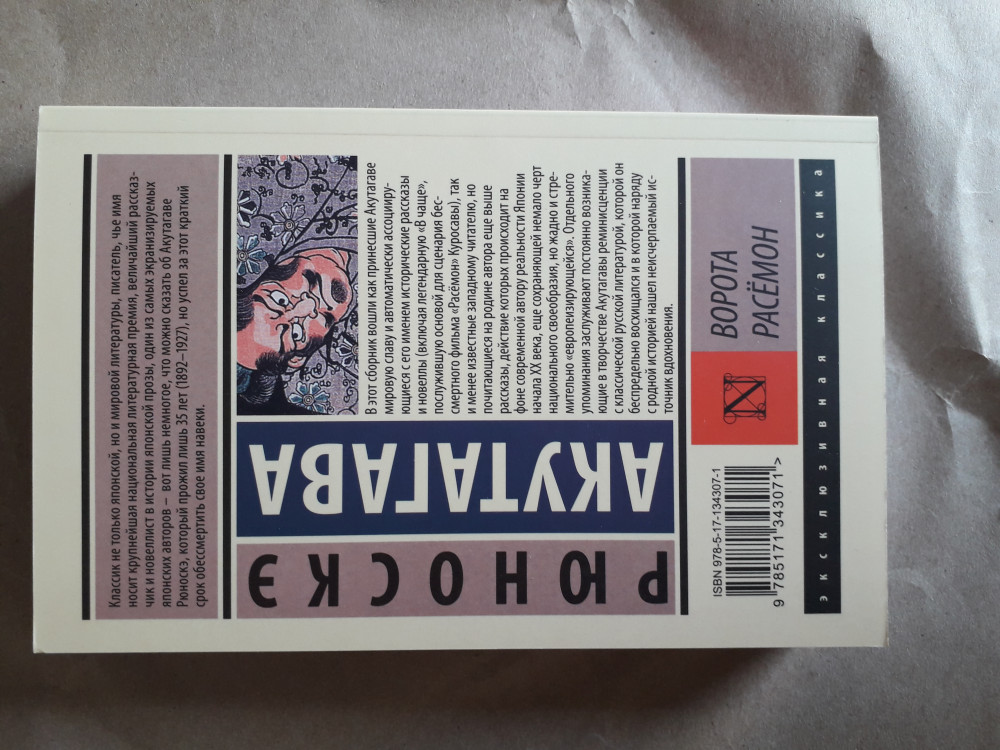 Классик не только японской, но и мировой литературы, писатель, чье имя
носит крупнейшая национальная литературная премия, величайший рассказ-
чик и новеллист в истории японской прозы, один из самых экранизируемых
японских авторов – вот лишь немногое, что можно сказать об Акутагаве
Рюноскэ, который прожил лишь 35 лет (1892–1927), но успел за этот краткий
срок обессмертить свое имя навеки.
РЮНОСКЭ
АКУТАГАВА
В этот сборник вошли как принесшие Акутагаве
мировую славу и автоматически ассоцииру-
ющиеся с его именем исторические рассказы
и новеллы (включая легендарную «В чаще»,
послужившую основой для сценария бес-
смертного фильма «Расёмон» Куросавы), так
и менее известные западному читателю, но
почитающиеся на родине автора еще выше
рассказы, действие которых происходит на
фоне современной автору реальности Японии
начала XX века, еще сохраняющей немало черт
национального своеобразия, но жадно и стре-
мительно «европеизирующейся». Отдельного
упоминания заслуживают постоянно возника-
ющие в творчестве Акутагавы реминисценции
с классической русской литературой, которой он
беспредельно восхищался и в которой наряду
с родной историей нашел неисчерпаемый ис-
точник вдохновения.
ISBN 978-5-17-134307-1
9 785171 343071 >
N
ВОРОТА
РАСЁМОН
эксклюзивная классика